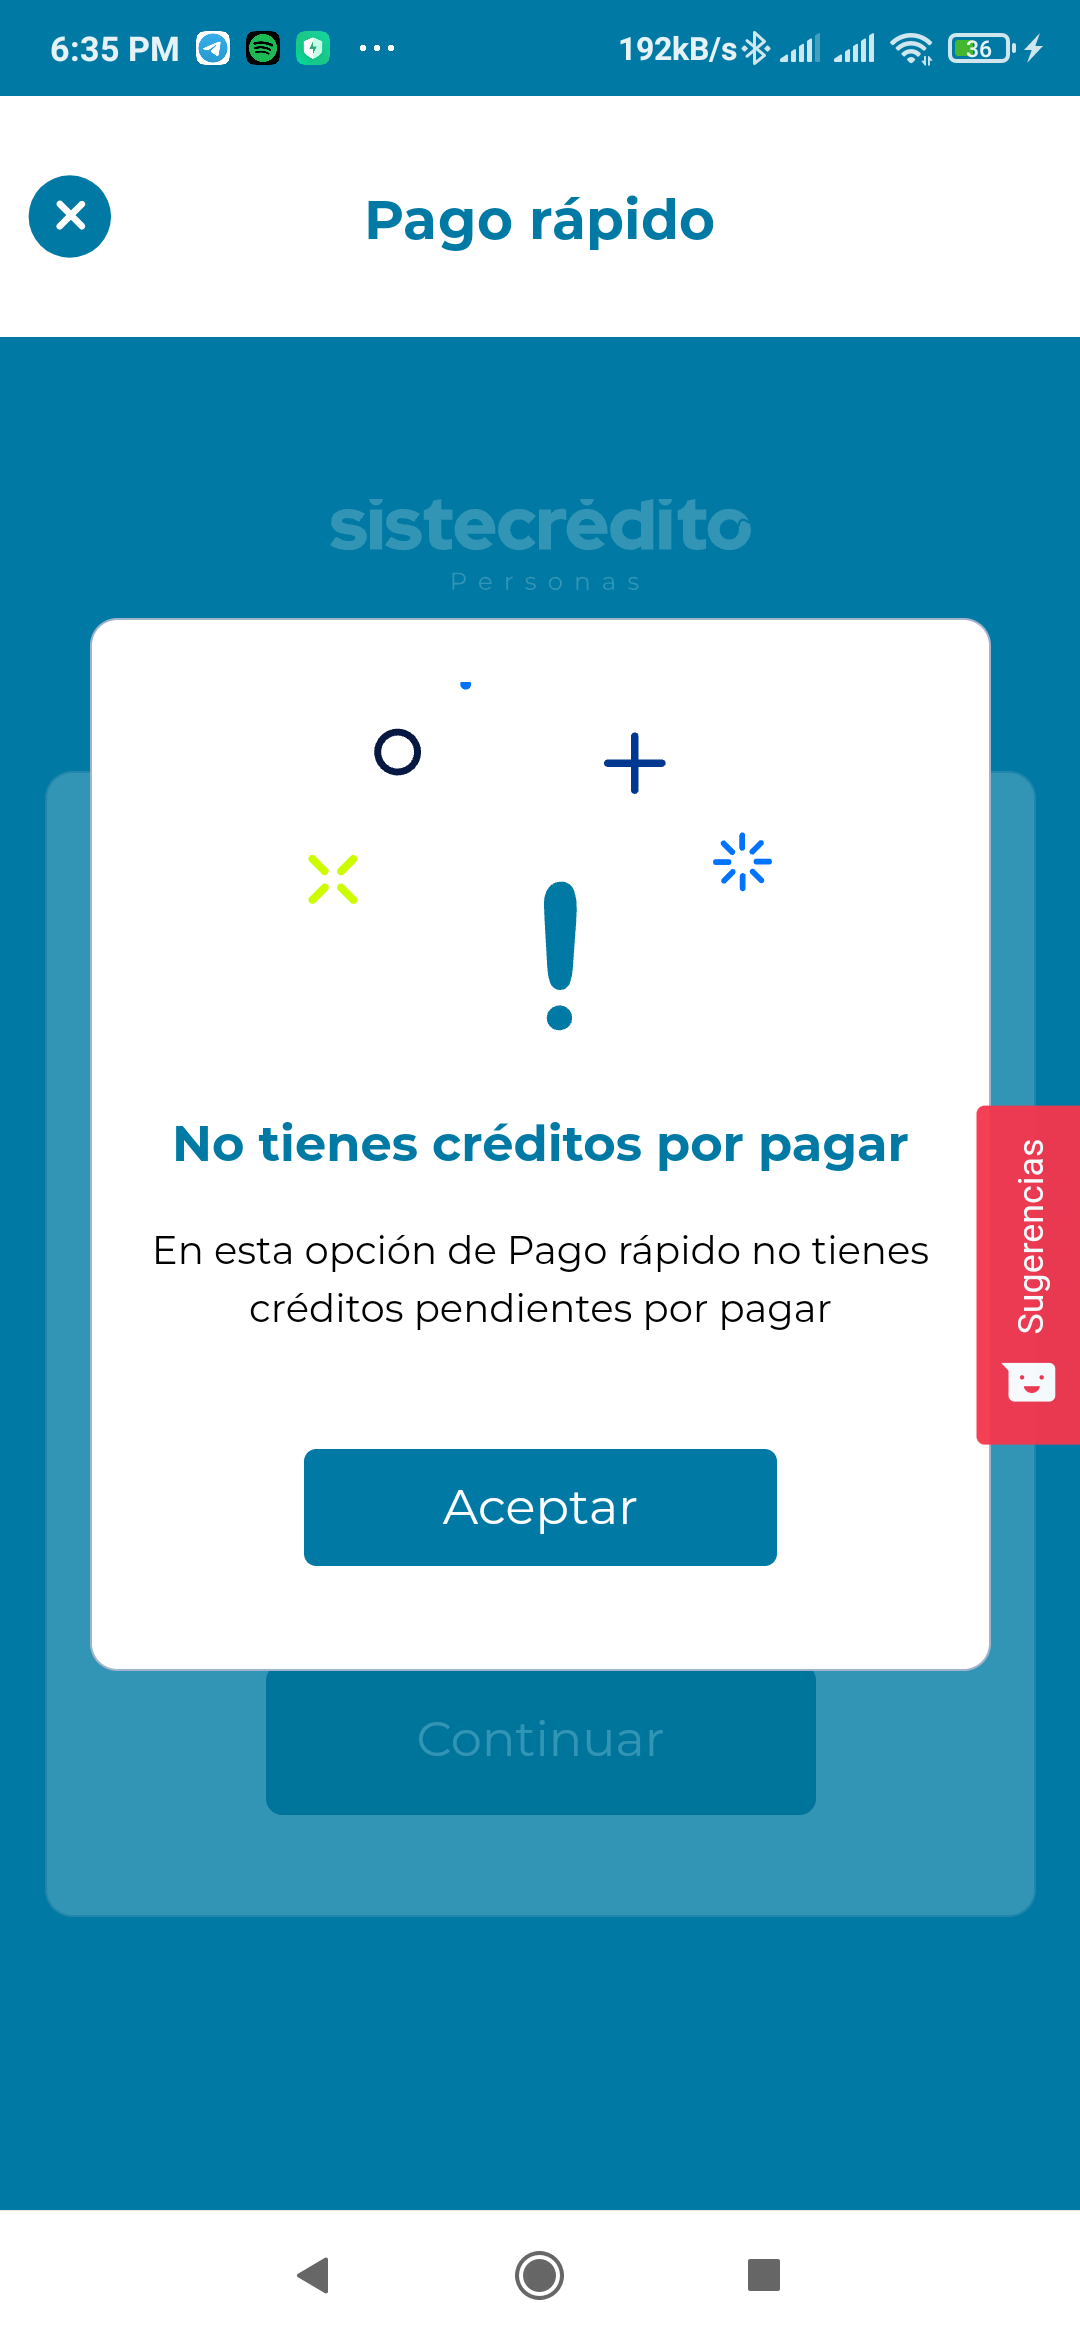 6:35 PM
192kB/s
36
Pago rápido
sistecrédito
Personas
No tienes créditos por pagar
En esta opción de Pago rápido no tienes
créditos pendientes por pagar
Sugerencias
Aceptar
Continuar